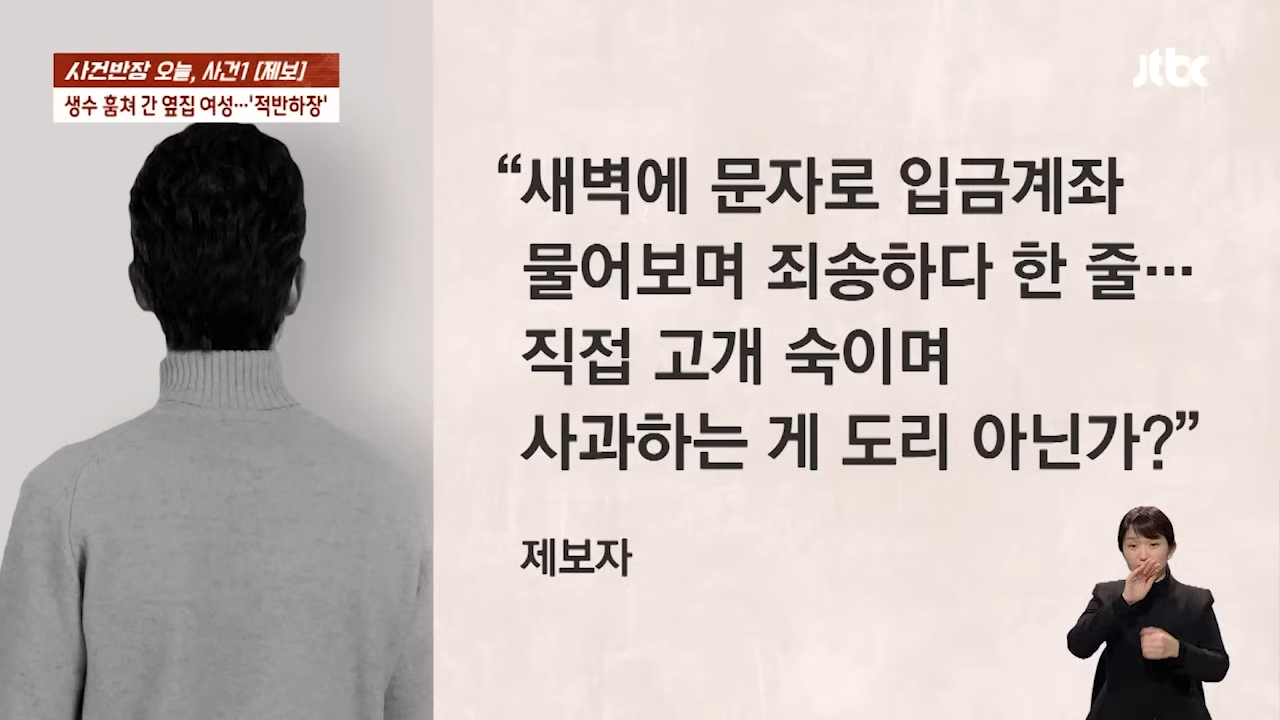 사건반장 오늘, 사건1 [제보]
생수 훔쳐 간 옆집 여성…'적반하장'
jtbc
“새벽에 문자로 입금계좌
물어보며 죄송하다 한 줄…
직접 고개 숙이며
사과하는 게 도리 아닌가?”
제보자